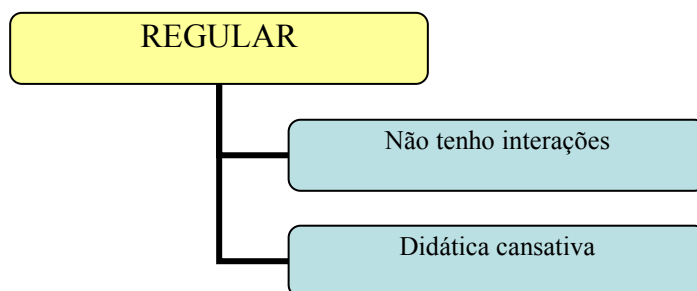 REGULAR
Não tenho interações
Didática cansativa